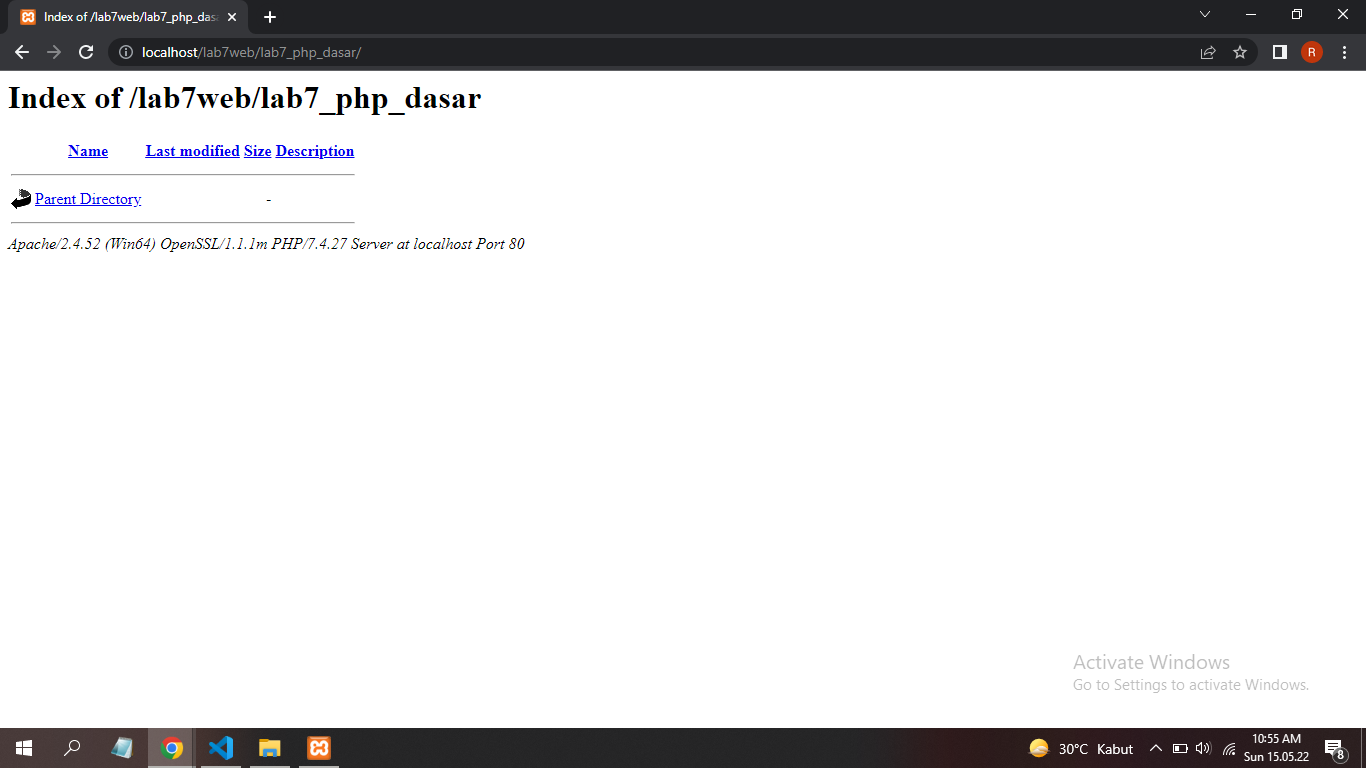 Index of /lab7web/lab7_php_das
localhost/lab7web/lab7_php_dasar/
R
Index of /lab7web/lab7_php_dasar
Name Last modified Size Description
Parent Directory -
Apache/2.4.52 (Win64) OpenSSL/1.1.1m PHP/7.4.27 Server at localhost Port 80
Activate Windows
Go to Settings to activate Windows.
30°C Kabut
10:55 AM
Sun 15.05.22
8